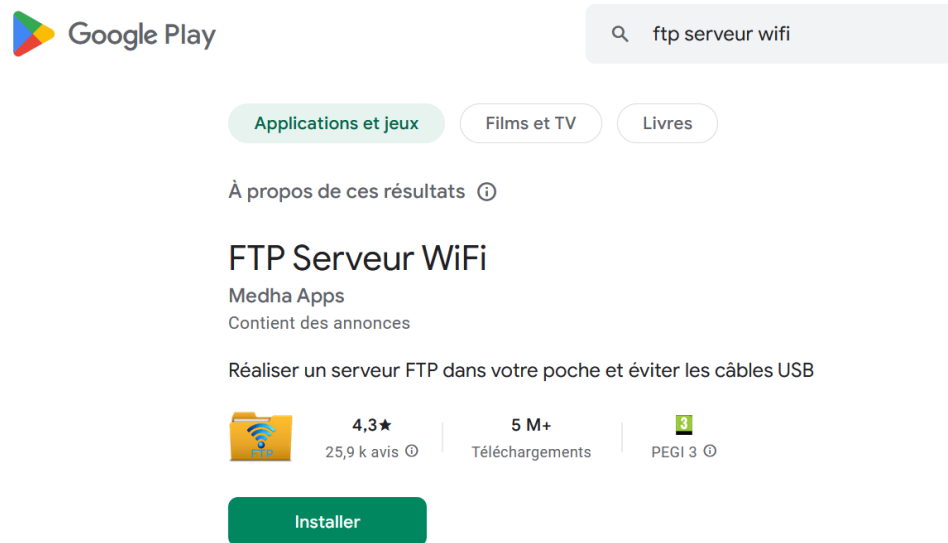 Google Play
ftp serveur wifi
Applications et jeux
Films et TV
Livres
À propos de ces résultats
FTP Serveur WiFi
Medha Apps
Contient des annonces
Réaliser un serveur FTP dans votre poche et éviter les câbles USB
FTP
4,3★
5 M+
3
25,9 k avis
Téléchargements
PEGI 3
Installer